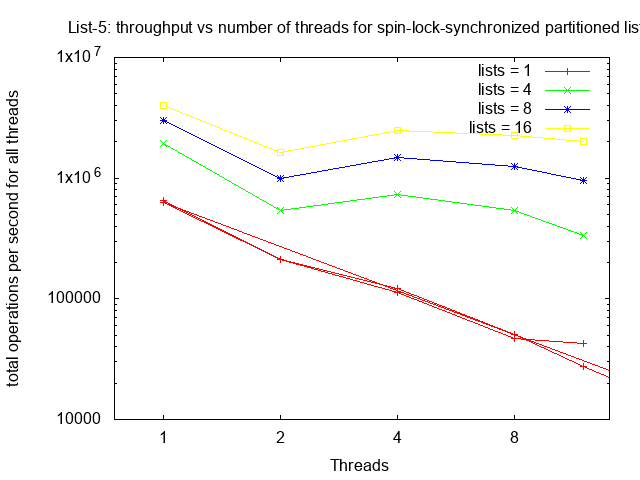 List-5: throughput vs number of threads for spin-lock-synchronized partitioned lis
1x10^7
lists = 1
lists = 4
lists = 8
lists = 16
1x10^6
100000
10000
total operations per second for all threads
1 2 4 8
Threads